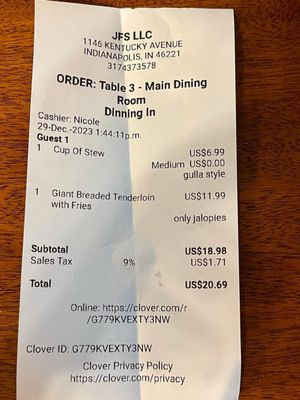 JFS LLC
1146 KENTUCKY AVENUE
INDIANAPOLIS, IN 46221
3174373578
ORDER: Table 3 - Main Dining
Room
Dinning In
Cashier: Nicole
29-Dec.-2023 1:44:11p.m.
Guest 1
1 Cup Of Stew US$6.99
Medium US$0.00
gulla style
1 Giant Breaded Tenderloin US$11.99
with Fries
only jalopies
Subtotal US$18.98
Sales Tax 9% US$1.71
Total US$20.69
Online: https://clover.com/r
/G779KVEXTY3NW
Clover ID: G779KVEXTY3NW
Clover Privacy Policy
https://clover.com/privacy